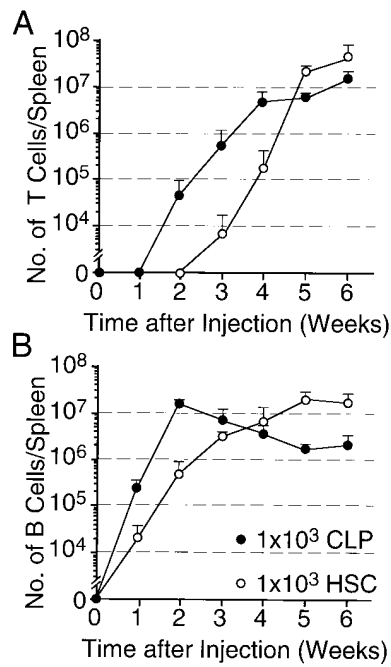 A
No. of T Cells/Spleen
10⁸
10⁷
10⁶
10⁵
10⁴
0
0 1 2 3 4 5 6
Time after Injection (Weeks)
B
No. of B Cells/Spleen
10⁸
10⁷
10⁶
10⁵
10⁴
0
1x10³ CLP
1x10³ HSC
0 1 2 3 4 5 6
Time after Injection (Weeks)